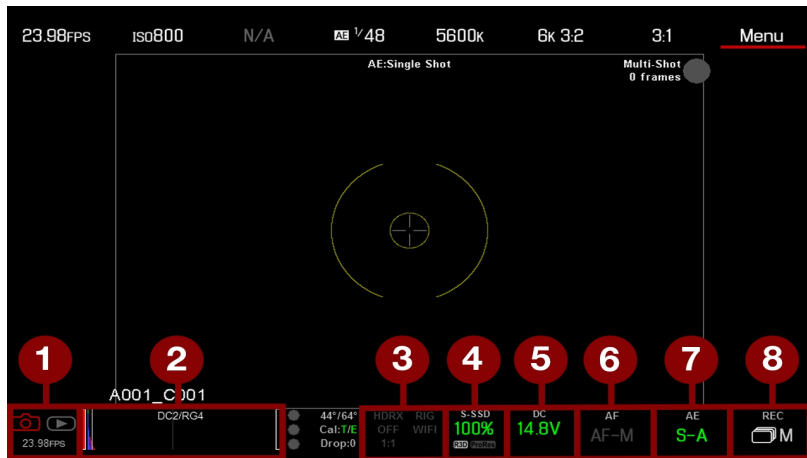 23.98FPS ISO800 N/A AE 1/48 5600K 6K 3:2 3:1 Menu
AE:Single Shot
Multi-Shot
0 frames
1 2 3 4 5 6 7 8
A001_C001
23.98FPS
DC2/RG4
44°/64°
Cal:T/E
Drop:0
HDRX RIG
OFF WIFI
1:1
S-SSD
100%
R3D ProRes
DC
14.8V
AF
AF-M
AE
S-A
REC
M